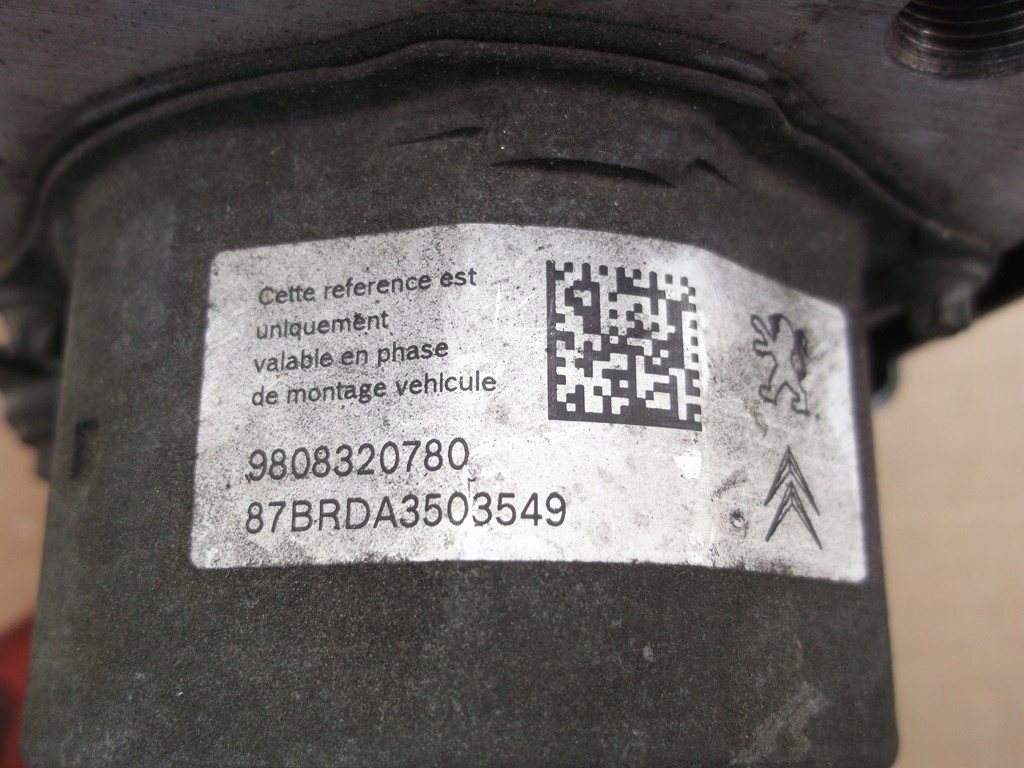 Cette reference est
uniquement
valable en phase
de montage vehicule
9808320780
87BRDA3503549